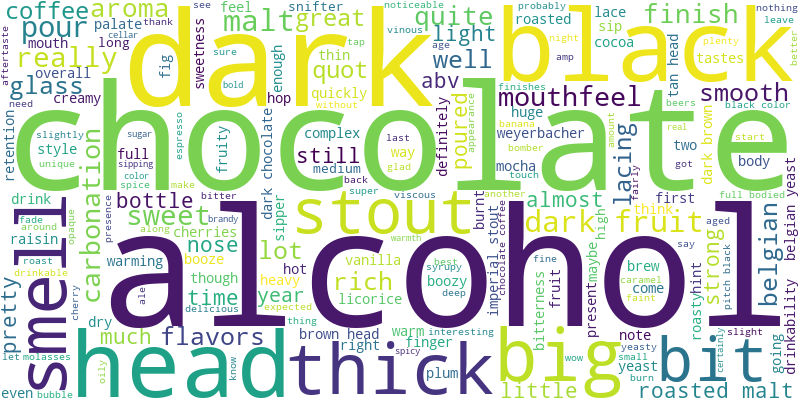 coffee
aroma
snifter
see
feel
thank
palate
pour
malt
great
dark
roasted
lace
sip
cocoa
black
finish
noticeable
probably
nothing
leave
night
amp
plenty
tastes
better
aftertaste
mouth
long
cellar
sure
tap
vinous
age
really
overall
fig
sweetness
enough
thin
quot
light
well
tan head
glass
creamy
hop
bold
quickly
without
abv
mouthfeel
finishes
smooth
beers
black color
retention
need
chocolate
slightly
style
unique
carbonation
sugar
sipping
color
spice
full
espresso
make
fruity
dark chocolate
complex
still
medium
back
super
last
way
glad
definitely
poured
appearance
huge
banana
weyerbacher
bomber
mocha
touch
amount
lacing
real
two
got
dark brown
start
body
viscous
another
full bodied
smell
drink
bottle
bitter
sweet
presence
brandy
stout
almost
burnt
dark fruit
first
think
aged
say
belgian
belgian yeast
fade
around
raisin
roast
drinkable
opaque
along
cherries
nose
booze
warming
lot
sipper
warmth
vanilla
best
rich
boozy
syrupy
deep
imperial stout
chocolate coffee
fine
maybe
high
brew
strong
pitch black
pretty
cherry
dry
ale
though
time
delicious
hot
heavy
year
expected
licorice
alcohol
bitterness
fruit
present
come
caramel
faint
roasty
hint
slight
drinkability
going
let
molasses
even
bubble
head
oily
much
know
flavors
thing
brown head
right
spicy
thick
warm
interesting
finger
plum
big
wow
little
note
yeasty
small
yeast
burn
bit
certainly
roasted malt
fairly